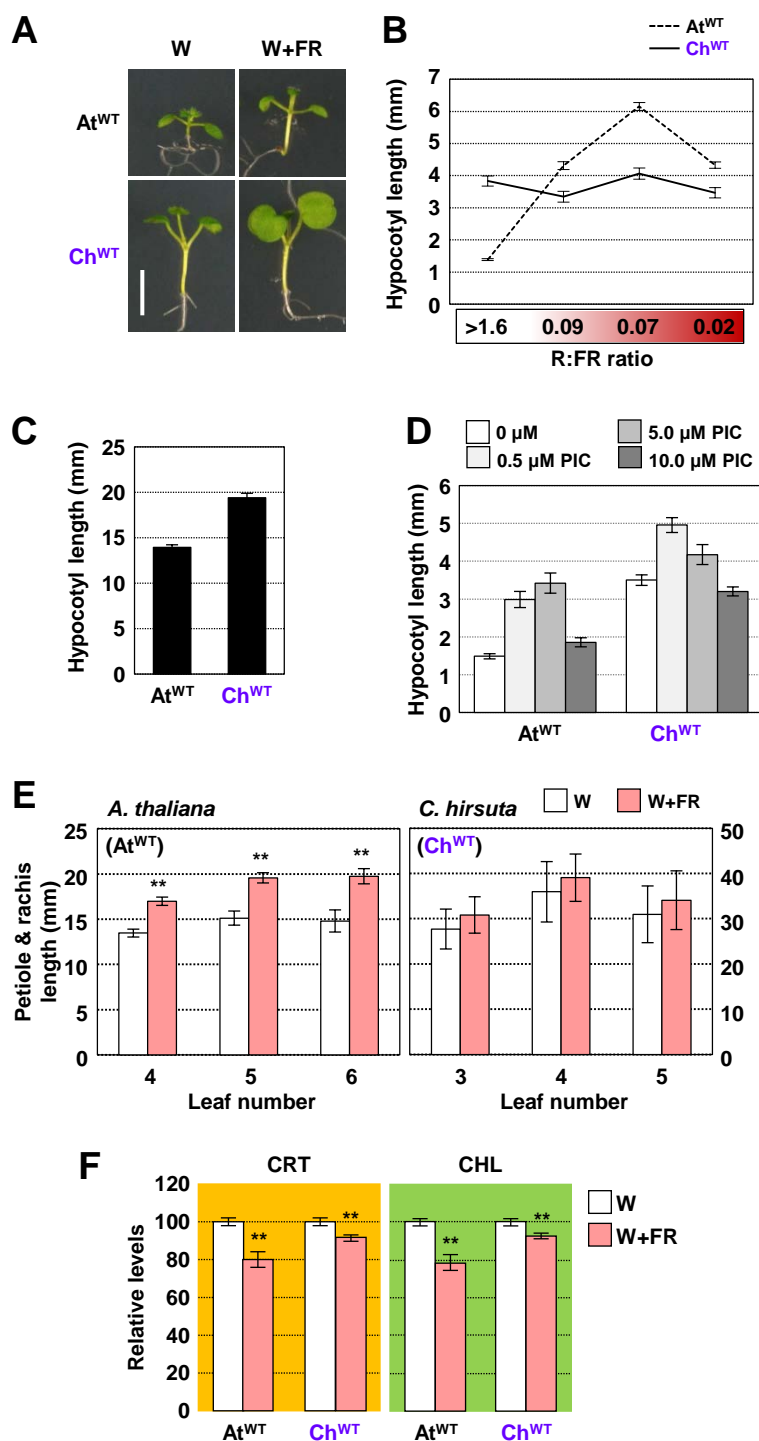 A
W W+FR
At^WT
Ch^WT
B
At^WT
Ch^WT
Hypocotyl length (mm)
7
6
5
4
3
2
1
0
>1.6 0.09 0.07 0.02
R:FR ratio
C
Hypocotyl length (mm)
25
20
15
10
5
0
At^WT Ch^WT
D
0 µM 5.0 µM PIC
0.5 µM PIC 10.0 µM PIC
Hypocotyl length (mm)
6
5
4
3
2
1
0
At^WT Ch^WT
E
A. thaliana C. hirsuta W W+FR
(At^WT) (Ch^WT)
Petiole & rachis
length (mm)
25
20
15
10
5
0
** ** **
4 5 6
Leaf number
50
40
30
20
10
0
3 4 5
Leaf number
F
CRT CHL
W
W+FR
Relative levels
120
100
80
60
40
20
0
** ** ** **
At^WT Ch^WT At^WT Ch^WT